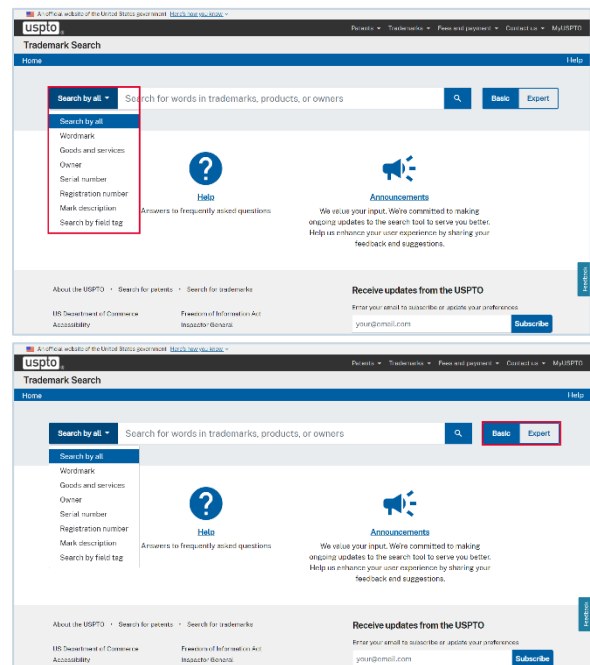 An official website of the United States government Here's how you know
uspto Patents Trademarks Fees and payment Contact us MyUSPTO
Trademark Search
Home Help
Search by all Search for words in trademarks, products, or owners Basic Expert
Search by all
Wordmark
Goods and services
Owner
Serial number
Registration number
Mark description
Search by field tag
Help
Answers to frequently asked questions
Announcements
We value your input. We're committed to making
ongoing updates to the search tool to serve you better.
Help us enhance your user experience by sharing your
feedback and suggestions.
Feedback
About the USPTO • Search for patents • Search for trademarks
US Department of Commerce Freedom of Information Act
Accessibility Inspector General
Receive updates from the USPTO
Enter your email to subscribe or update your preferences
your@email.com Subscribe
An official website of the United States government Here's how you know
uspto Patents Trademarks Fees and payment Contact us MyUSPTO
Trademark Search
Home Help
Search by all Search for words in trademarks, products, or owners Basic Expert
Search by all
Wordmark
Goods and services
Owner
Serial number
Registration number
Mark description
Search by field tag
Help
Answers to frequently asked questions
Announcements
We value your input. We're committed to making
ongoing updates to the search tool to serve you better.
Help us enhance your user experience by sharing your
feedback and suggestions.
Feedback
About the USPTO • Search for patents • Search for trademarks
US Department of Commerce Freedom of Information Act
Accessibility Inspector General
Receive updates from the USPTO
Enter your email to subscribe or update your preferences
your@email.com Subscribe